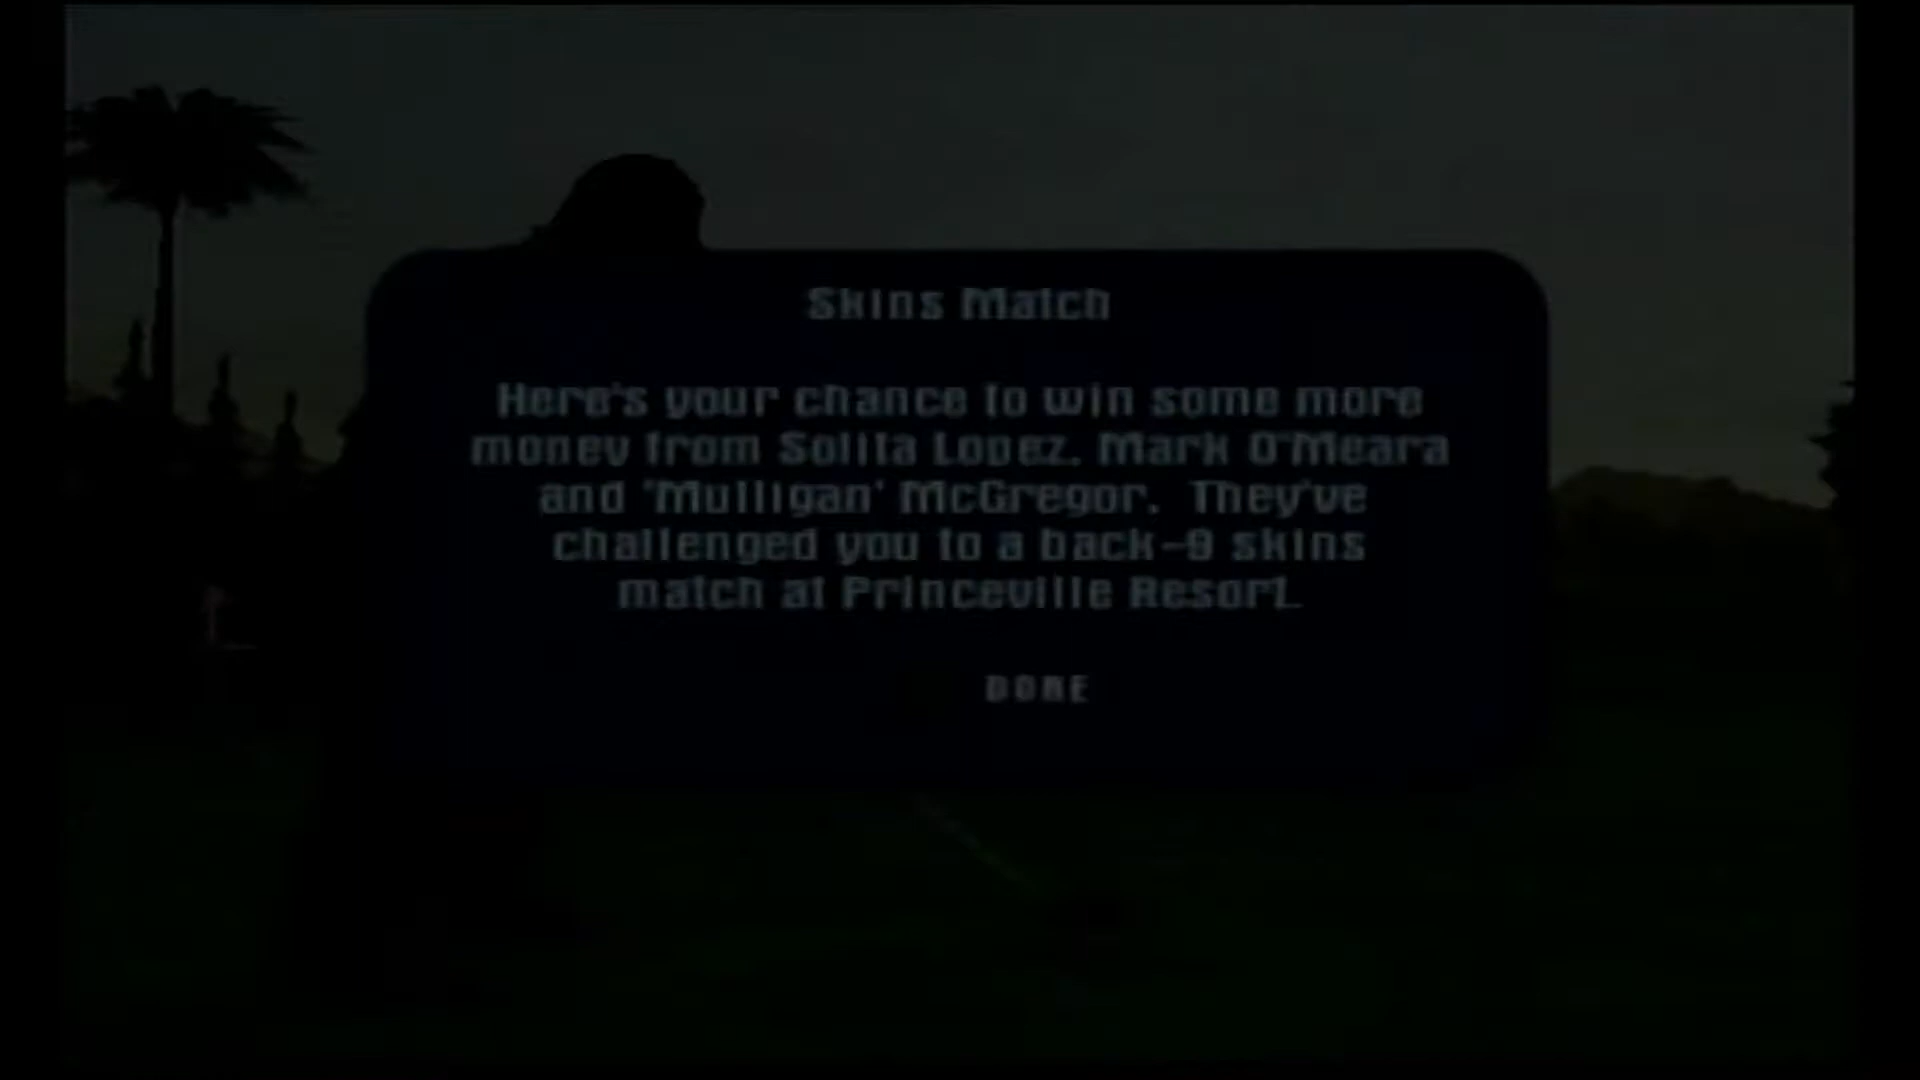 Skins Match
Here's your chance to win some more
money from Solita Lopez, Mark O'Meara
and 'Mulligan' McGregor.  They've
challenged you to a back-9 skins
match at Princeville Resort.
DONE